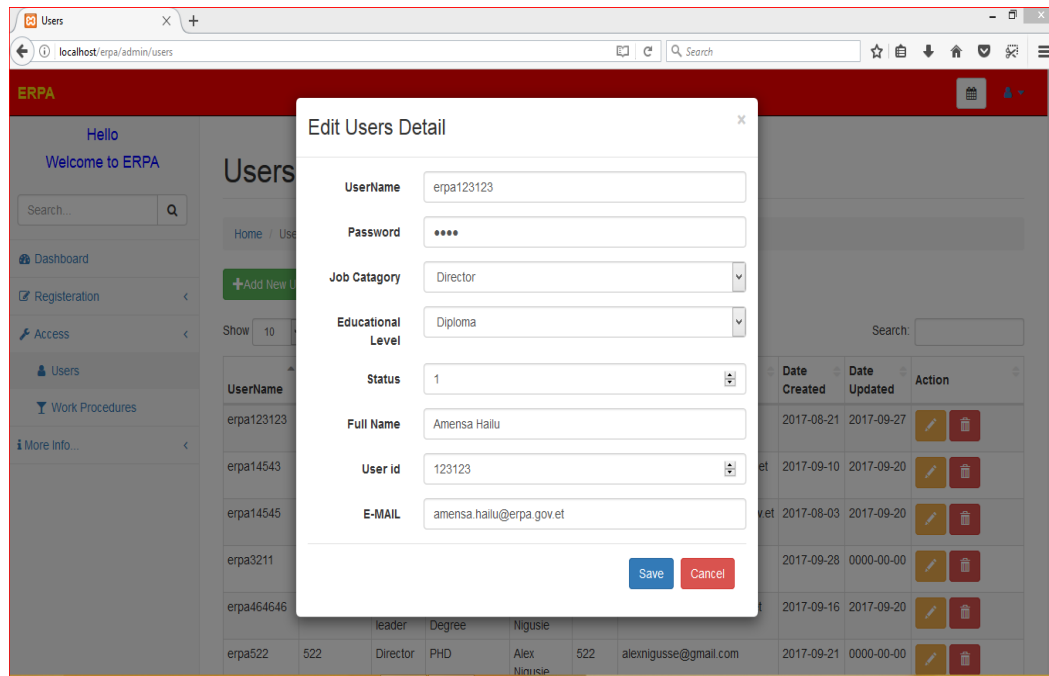 Users
localhost/erpa/admin/users
Search
ERPA
Hello
Welcome to ERPA
Search...
Dashboard
Registeration
Access
Users
Work Procedures
More Info...
Users
Home / Use
Add New U
Show 10
Search:
UserName
Date Created
Date Updated
Action
erpa123123
2017-08-21
2017-09-27
erpa14543
et
2017-09-10
2017-09-20
erpa14545
v.et
2017-08-03
2017-09-20
erpa3211
2017-09-28
0000-00-00
erpa464646
leader
Degree
Nigusie
t
2017-09-16
2017-09-20
erpa522
522
Director
PHD
Alex Nigusie
522
alexnigusse@gmail.com
2017-09-21
0000-00-00
Edit Users Detail
×
UserName
erpa123123
Password
••••
Job Catagory
Director
Educational Level
Diploma
Status
1
Full Name
Amensa Hailu
User id
123123
E-MAIL
amensa.hailu@erpa.gov.et
Save
Cancel